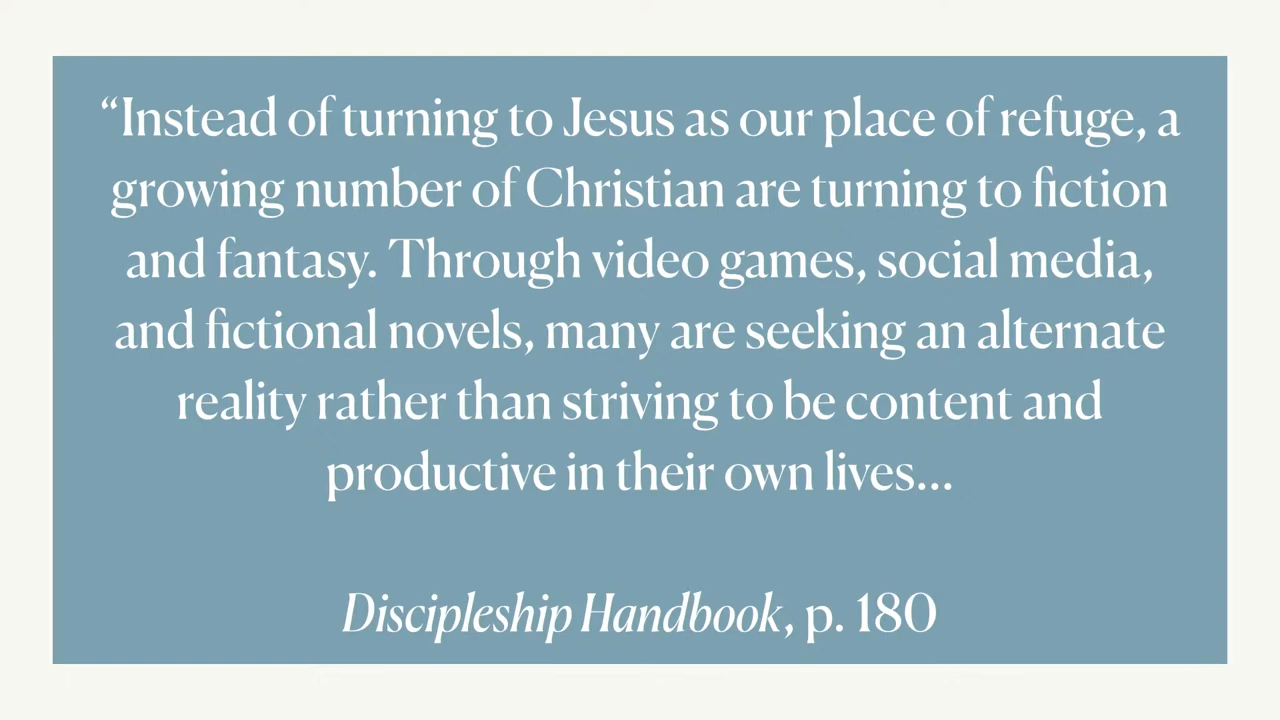 “Instead of turning to Jesus as our place of refuge, a
growing number of Christian are turning to fiction
and fantasy. Through video games, social media,
and fictional novels, many are seeking an alternate
reality rather than striving to be content and
productive in their own lives...
Discipleship Handbook, p. 180